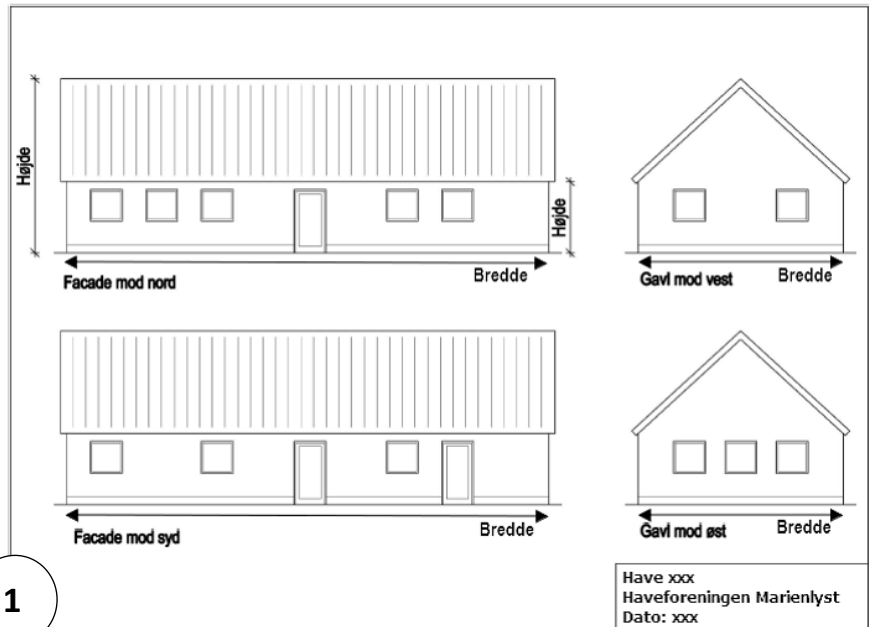 Højde
Højde
Facade mod nord
Bredde
Gavl mod vest
Bredde
Facade mod syd
Bredde
Gavl mod øst
Bredde
1
Have xxx
Haveforeningen Marienlyst
Dato: xxx